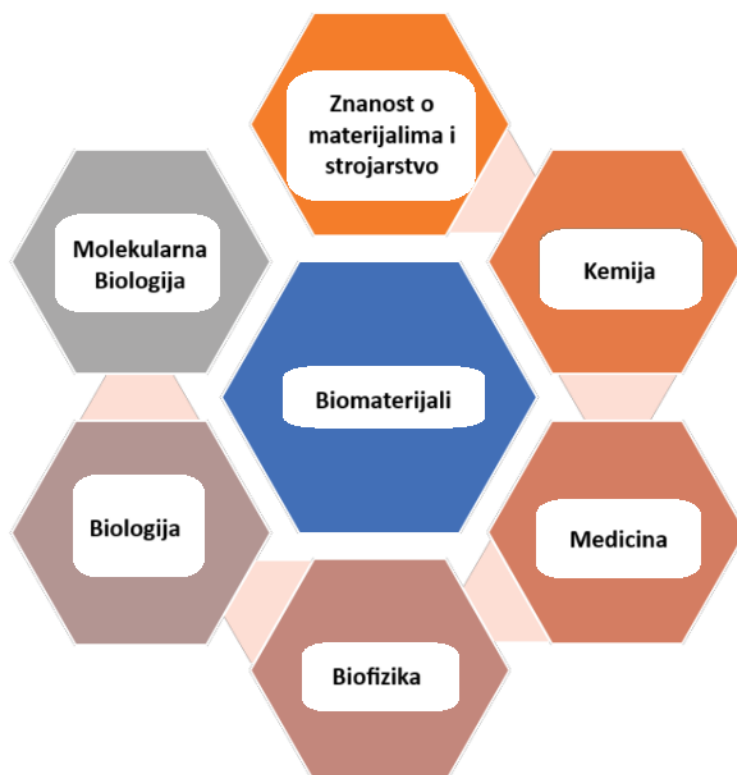 Znanost o
materijalima i
strojarstvo
Molekularna
Biologija
Kemija
Biomaterijali
Biologija
Medicina
Biofizika